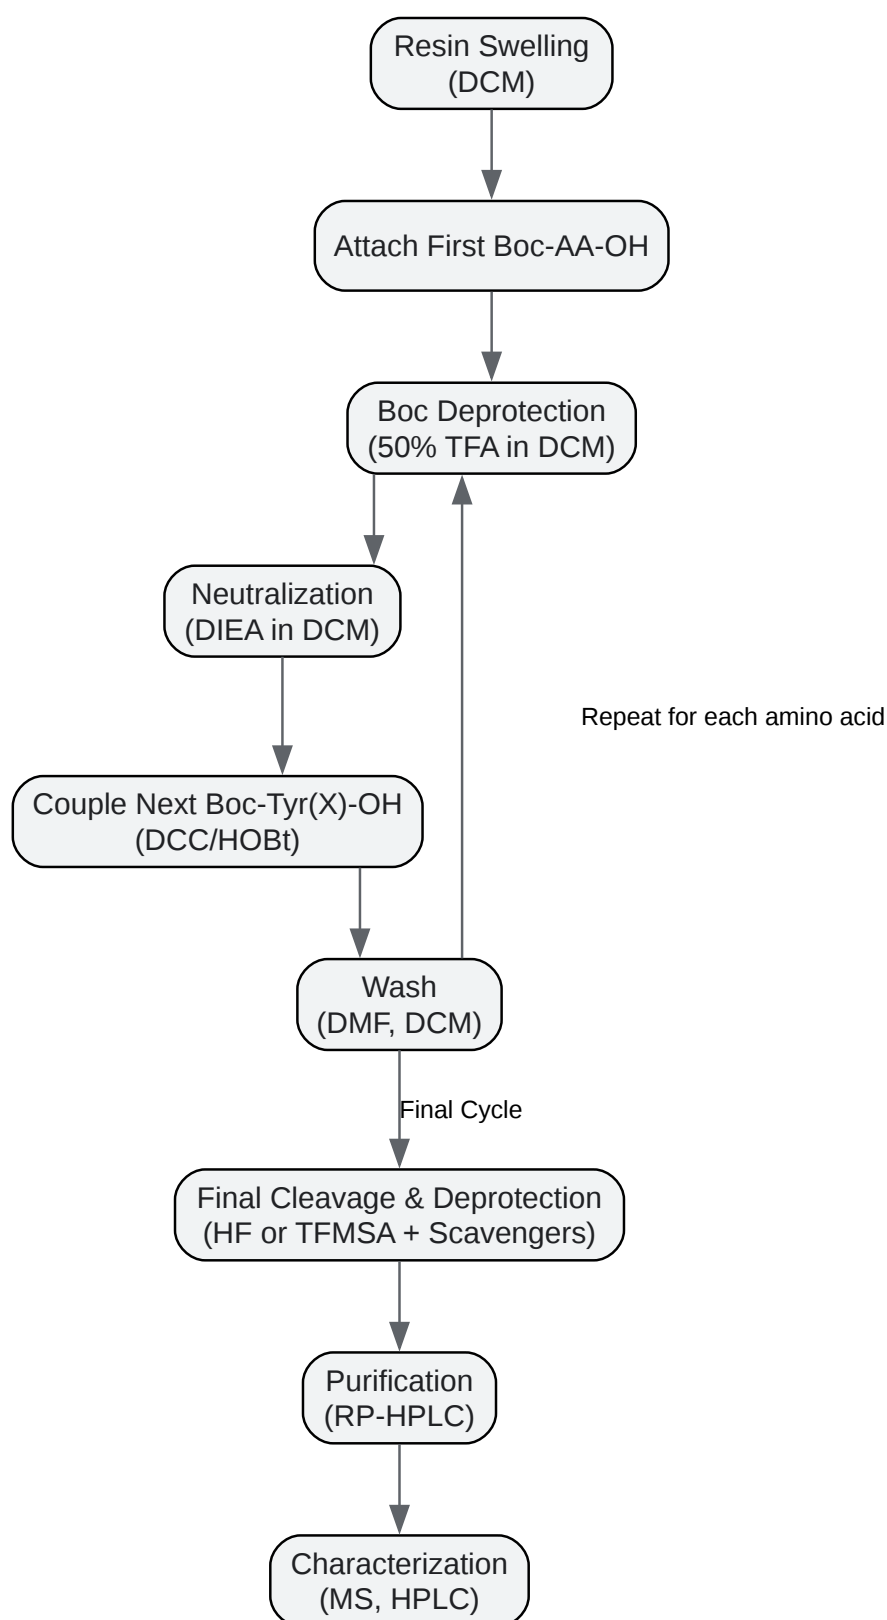 Resin Swelling
(DCM)
Attach First Boc-AA-OH
Boc Deprotection
(50% TFA in DCM)
Neutralization
(DIEA in DCM)
Repeat for each amino acid
Couple Next Boc-Tyr(X)-OH
(DCC/HOBt)
Wash
(DMF, DCM)
Final Cycle
Final Cleavage & Deprotection
(HF or TFMSA + Scavengers)
Purification
(RP-HPLC)
Characterization
(MS, HPLC)